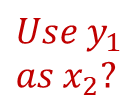 Use y₁
as x₂?